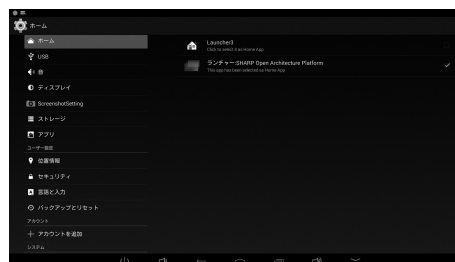 ホーム
ホーム
Launcher3
Click to select it as Home App
USB
ランチャー:SHARP Open Architecture Platform
This app has been selected as Home App
音
ディスプレイ
ScreenshotSetting
ストレージ
アプリ
ユーザー設定
位置情報
セキュリティ
言語と入力
バックアップとリセット
アカウント
アカウントを追加
システム